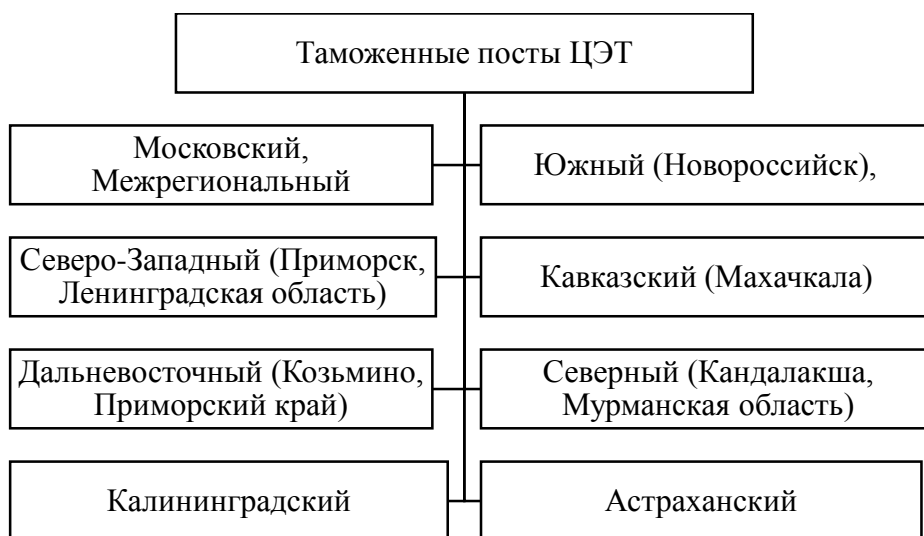 Таможенные посты ЦЭТ
Московский,
Межрегиональный
Южный (Новороссийск),
Северо-Западный (Приморск,
Ленинградская область)
Кавказский (Махачкала)
Дальневосточный (Козьмино,
Приморский край)
Северный (Кандалакша,
Мурманская область)
Калининградский
Астраханский